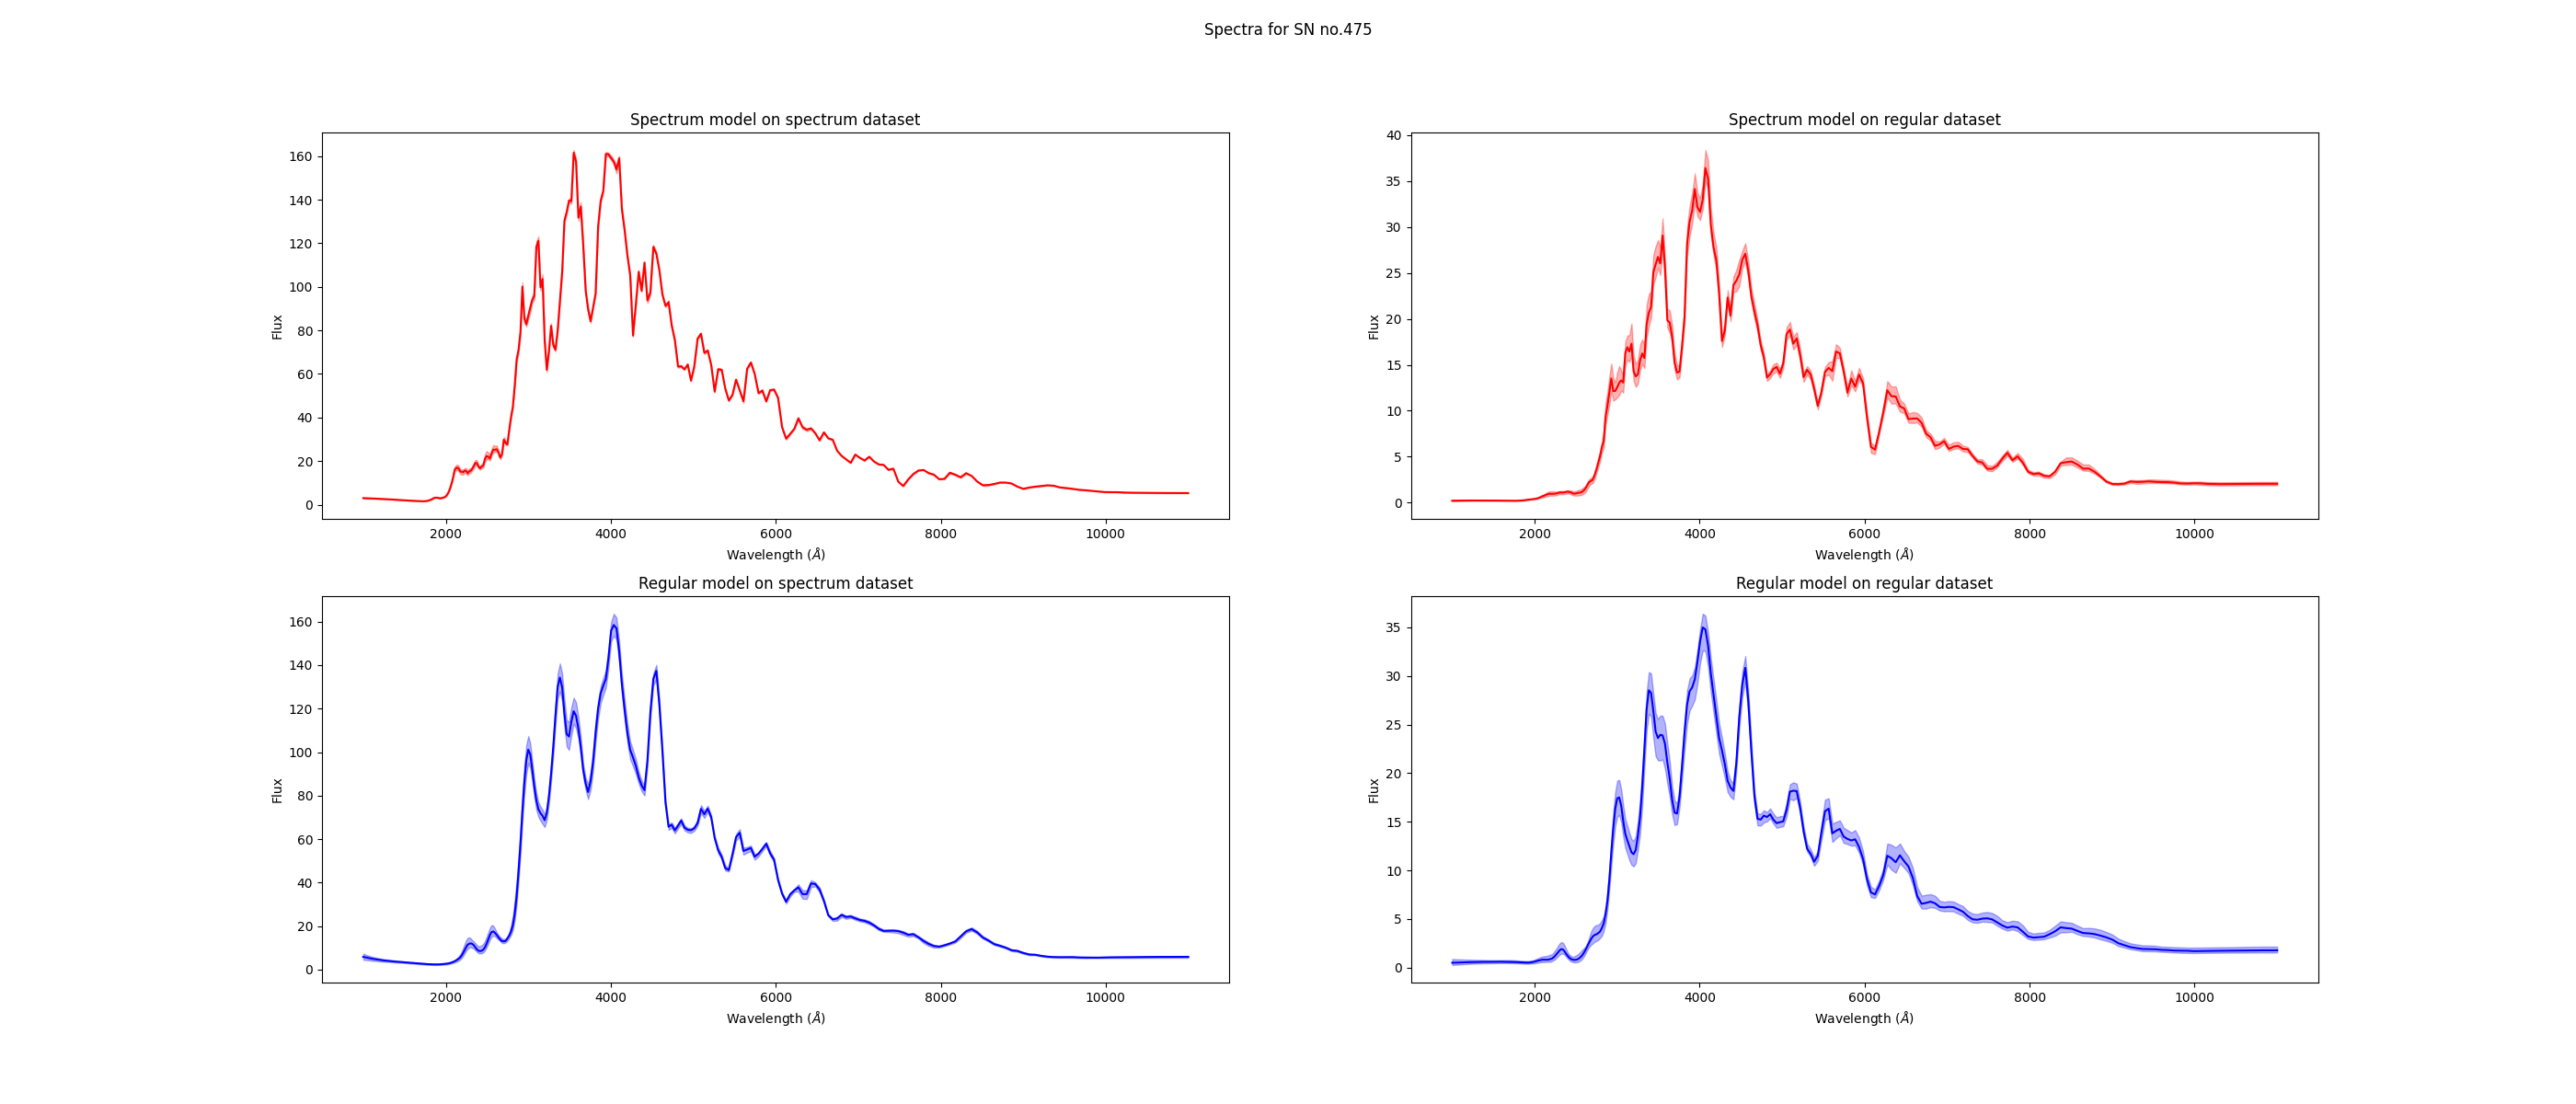 Spectra for SN no.475
Spectrum model on spectrum dataset
160
140
120
100
80
60
40
20
0
Flux
2000 4000 6000 8000 10000
Wavelength (Å)
Spectrum model on regular dataset
40
35
30
25
20
15
10
5
0
Flux
2000 4000 6000 8000 10000
Wavelength (Å)
Regular model on spectrum dataset
160
140
120
100
80
60
40
20
0
Flux
2000 4000 6000 8000 10000
Wavelength (Å)
Regular model on regular dataset
35
30
25
20
15
10
5
0
Flux
2000 4000 6000 8000 10000
Wavelength (Å)